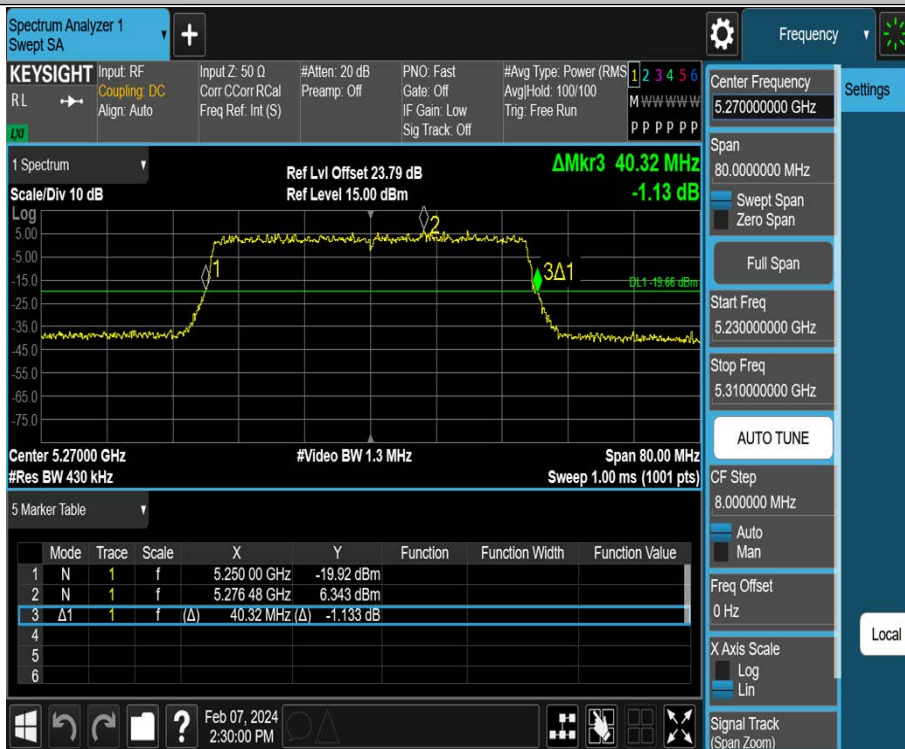 Spectrum Analyzer 1
Swept SA
+
Frequency
KEYSIGHT
RL
LXI
Input: RF
Coupling: DC
Align: Auto
Input Z: 50 Ω
Corr CCorr RCal
Freq Ref: Int (S)
#Atten: 20 dB
Preamp: Off
PNO: Fast
Gate: Off
IF Gain: Low
Sig Track: Off
#Avg Type: Power (RMS
Avg|Hold: 100/100
Trig: Free Run
1 2 3 4 5 6
M W W W W W
P P P P P P
1 Spectrum
Scale/Div 10 dB
Ref Lvl Offset 23.79 dB
Ref Level 15.00 dBm
ΔMkr3 40.32 MHz
-1.13 dB
Log
5.00
-5.00
-15.0
-25.0
-35.0
-45.0
-55.0
-65.0
-75.0
1
2
3Δ1
DL1 -19.66 dBm
Center 5.27000 GHz
#Res BW 430 kHz
#Video BW 1.3 MHz
Span 80.00 MHz
Sweep 1.00 ms (1001 pts)
5 Marker Table
Mode Trace Scale X Y Function Function Width Function Value
1 N 1 f 5.250 00 GHz -19.92 dBm
2 N 1 f 5.276 48 GHz 6.343 dBm
3 Δ1 1 f (Δ) 40.32 MHz (Δ) -1.133 dB
4
5
6
?
Feb 07, 2024
2:30:00 PM
Center Frequency
5.270000000 GHz
Span
80.0000000 MHz
Swept Span
Zero Span
Full Span
Start Freq
5.230000000 GHz
Stop Freq
5.310000000 GHz
AUTO TUNE
CF Step
8.000000 MHz
Auto
Man
Freq Offset
0 Hz
X Axis Scale
Log
Lin
Signal Track
(Span Zoom)
Settings
Local